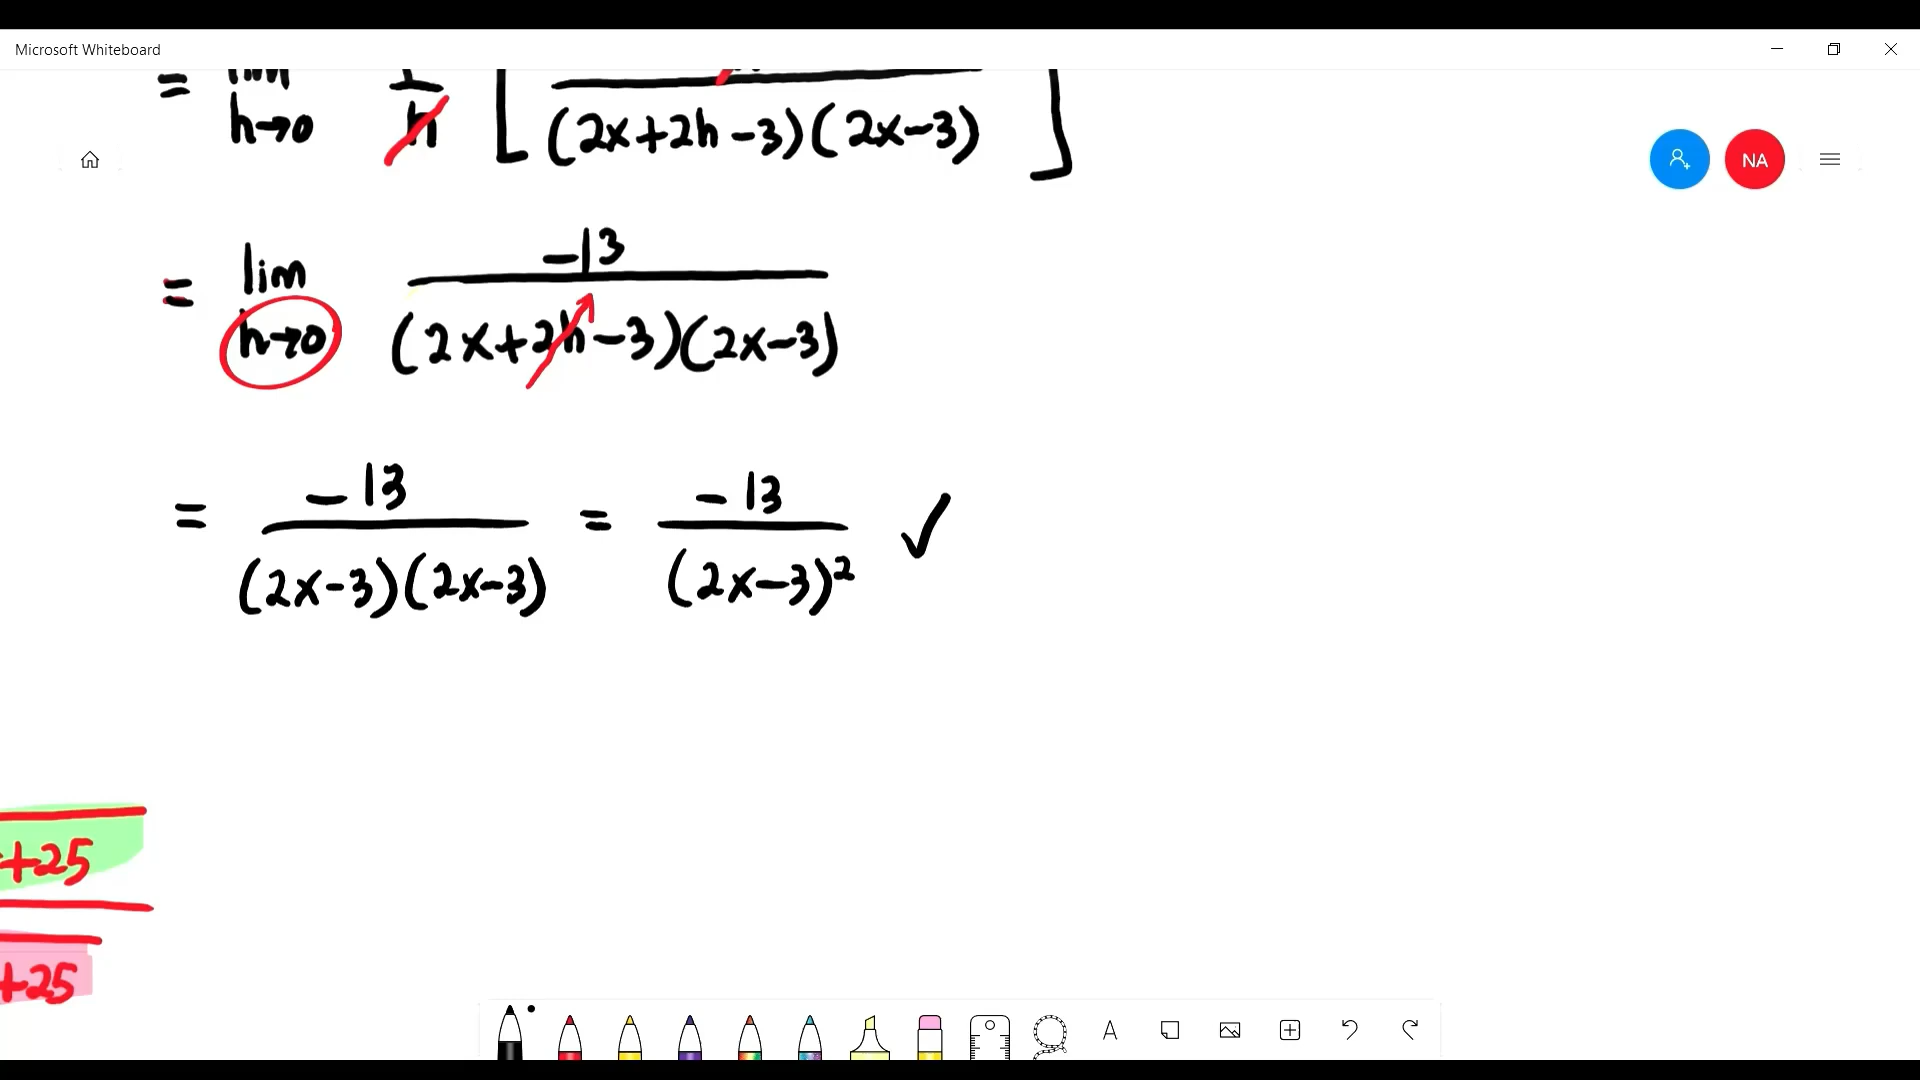 Microsoft Whiteboard
= lim h→0 1/h [ / (2x+2h-3)(2x-3) ]
NA
= lim h→0 -13 / (2x+2h-3)(2x-3)
= -13 / (2x-3)(2x-3) = -13 / (2x-3)² ✓
+25
+25
A